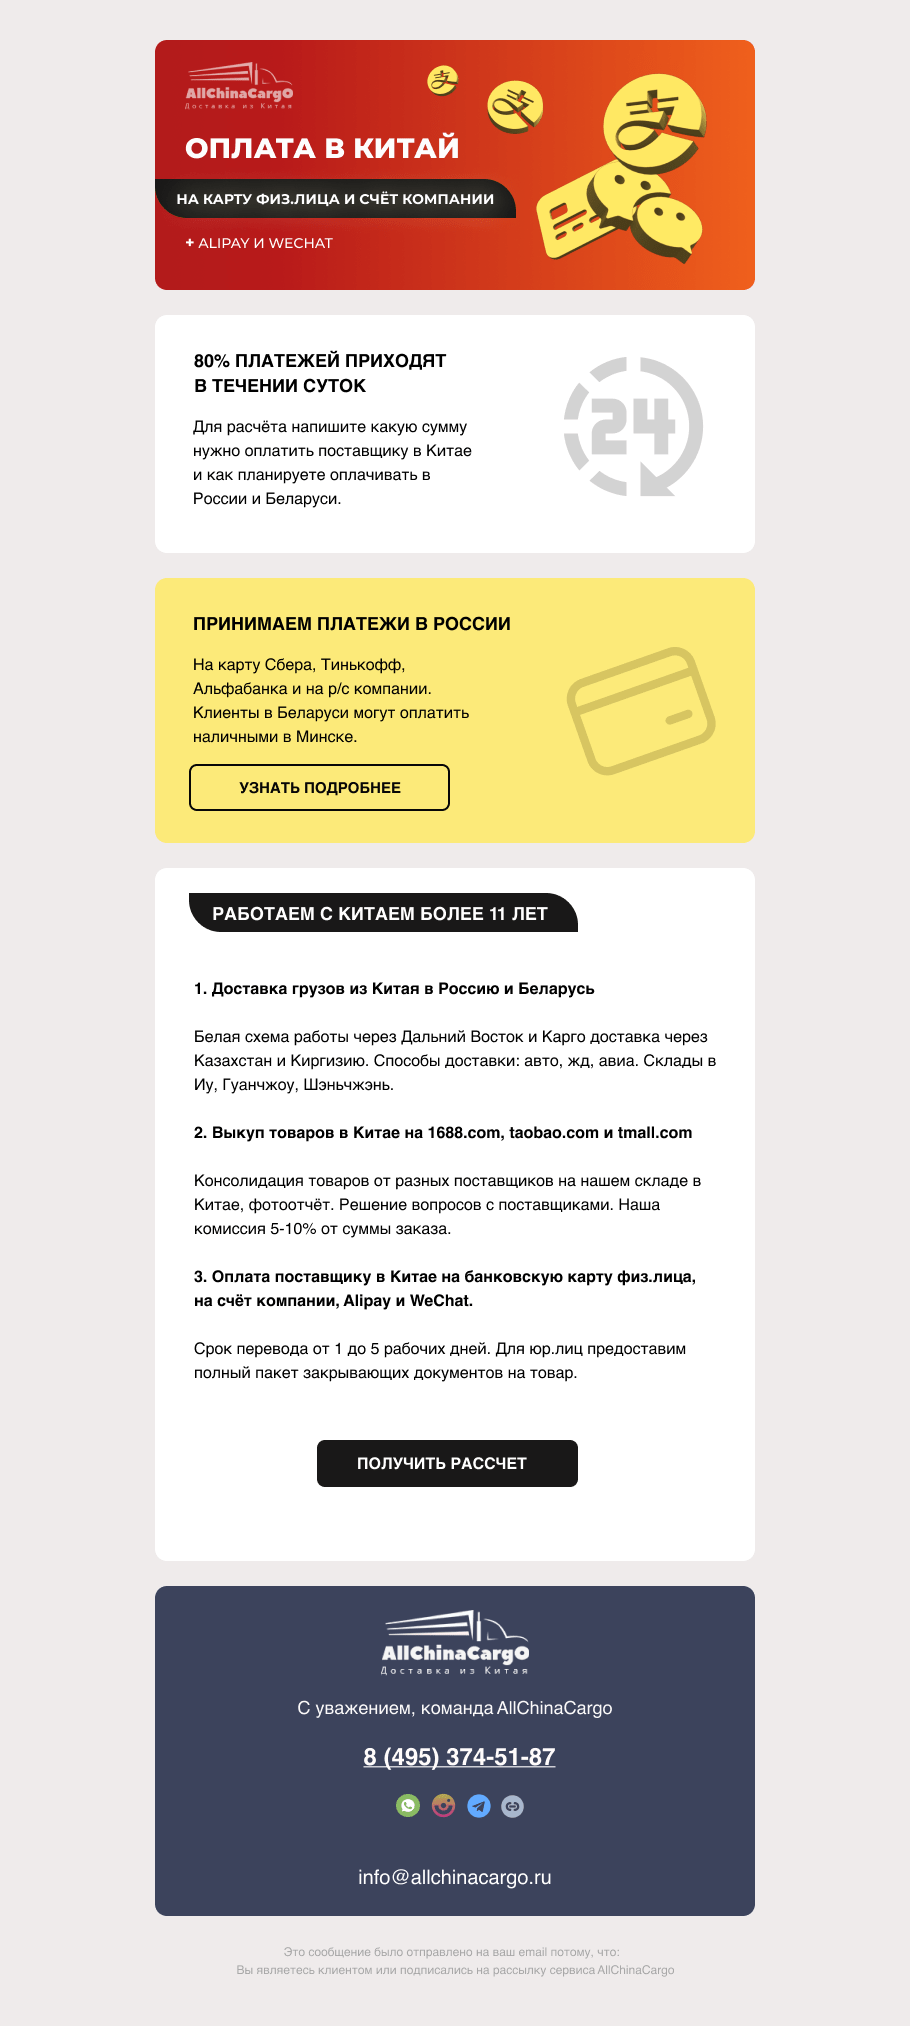 AllChinaCargo
Доставка из Китая
ОПЛАТА В КИТАЙ
НА КАРТУ ФИЗ.ЛИЦА И СЧЁТ КОМПАНИИ
+ ALIPAY И WECHAT
支
支
支
80% ПЛАТЕЖЕЙ ПРИХОДЯТ
В ТЕЧЕНИИ СУТОК
Для расчёта напишите какую сумму
нужно оплатить поставщику в Китае
и как планируете оплачивать в
России и Беларуси.
24
ПРИНИМАЕМ ПЛАТЕЖИ В РОССИИ
На карту Сбера, Тинькофф,
Альфабанка и на р/с компании.
Клиенты в Беларуси могут оплатить
наличными в Минске.
УЗНАТЬ ПОДРОБНЕЕ
РАБОТАЕМ С КИТАЕМ БОЛЕЕ 11 ЛЕТ
1. Доставка грузов из Китая в Россию и Беларусь
Белая схема работы через Дальний Восток и Карго доставка через
Казахстан и Киргизию. Способы доставки: авто, жд, авиа. Склады в
Иу, Гуанчжоу, Шэньчжэнь.
2. Выкуп товаров в Китае на 1688.com, taobao.com и tmall.com
Консолидация товаров от разных поставщиков на нашем складе в
Китае, фотоотчёт. Решение вопросов с поставщиками. Наша
комиссия 5-10% от суммы заказа.
3. Оплата поставщику в Китае на банковскую карту физ.лица,
на счёт компании, Alipay и WeChat.
Срок перевода от 1 до 5 рабочих дней. Для юр.лиц предоставим
полный пакет закрывающих документов на товар.
ПОЛУЧИТЬ РАССЧЕТ
AllChinaCargo
Доставка из Китая
С уважением, команда AllChinaCargo
8 (495) 374-51-87
info@allchinacargo.ru
Это сообщение было отправлено на ваш email потому, что:
Вы являетесь клиентом или подписались на рассылку сервиса AllChinaCargo